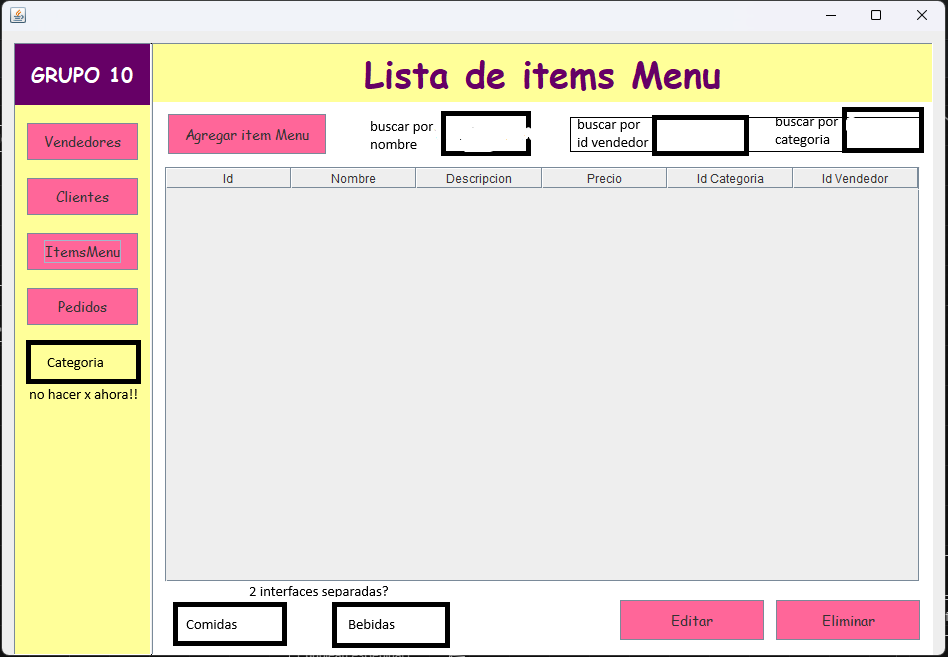 GRUPO 10
Lista de items Menu
Vendedores
Clientes
ItemsMenu
Pedidos
Categoria
no hacer x ahora!!
Agregar item Menu
buscar por
nombre
buscar por
id vendedor
buscar por
categoria
Id Nombre Descripcion Precio Id Categoria Id Vendedor
2 interfaces separadas?
Comidas
Bebidas
Editar
Eliminar